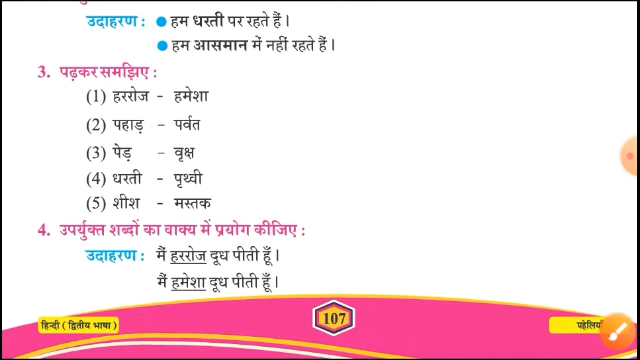 उदाहरण : ● हम धरती पर रहते हैं ।
● हम आसमान में नहीं रहते हैं ।
3. पढ़कर समझिए :
(1) हररोज - हमेशा
(2) पहाड़ - पर्वत
(3) पेड़ - वृक्ष
(4) धरती - पृथ्वी
(5) शीश - मस्तक
4. उपर्युक्त शब्दों का वाक्य में प्रयोग कीजिए :
उदाहरण : मैं हररोज दूध पीती हूँ ।
मैं हमेशा दूध पीती हूँ ।
हिन्दी ( द्वितीय भाषा )
107